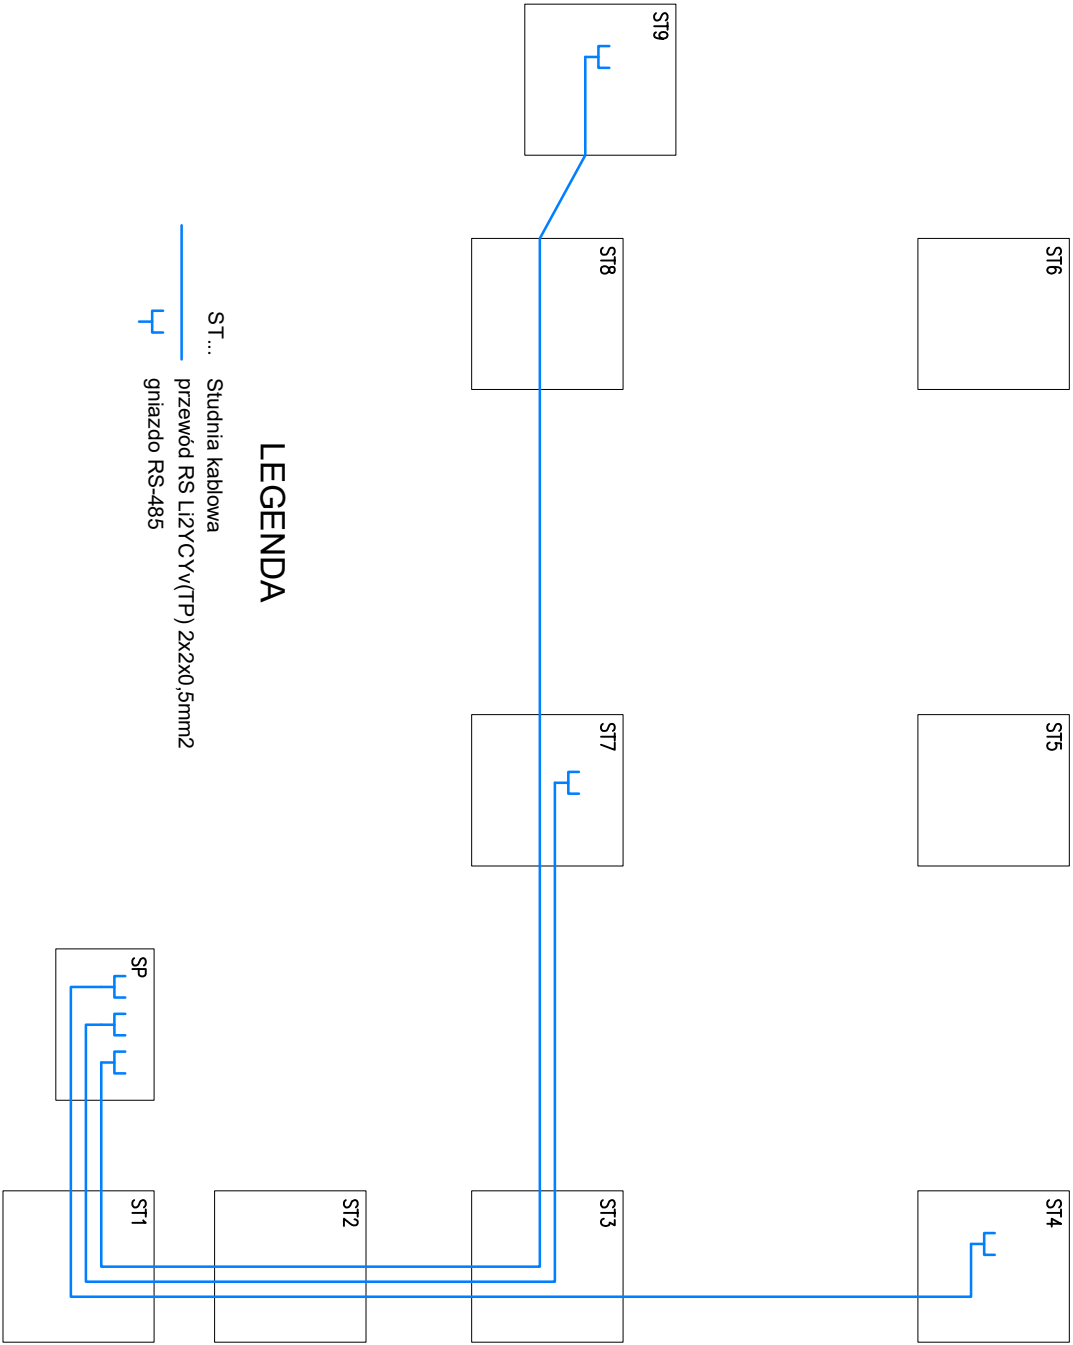 ST9
ST8
ST6
ST7
ST5
SP
ST1
ST2
ST3
ST4
LEGENDA
ST... Studnia kablowa
przewód RS Li2YCYv(TP) 2x2x0,5mm2
gniazdo RS-485